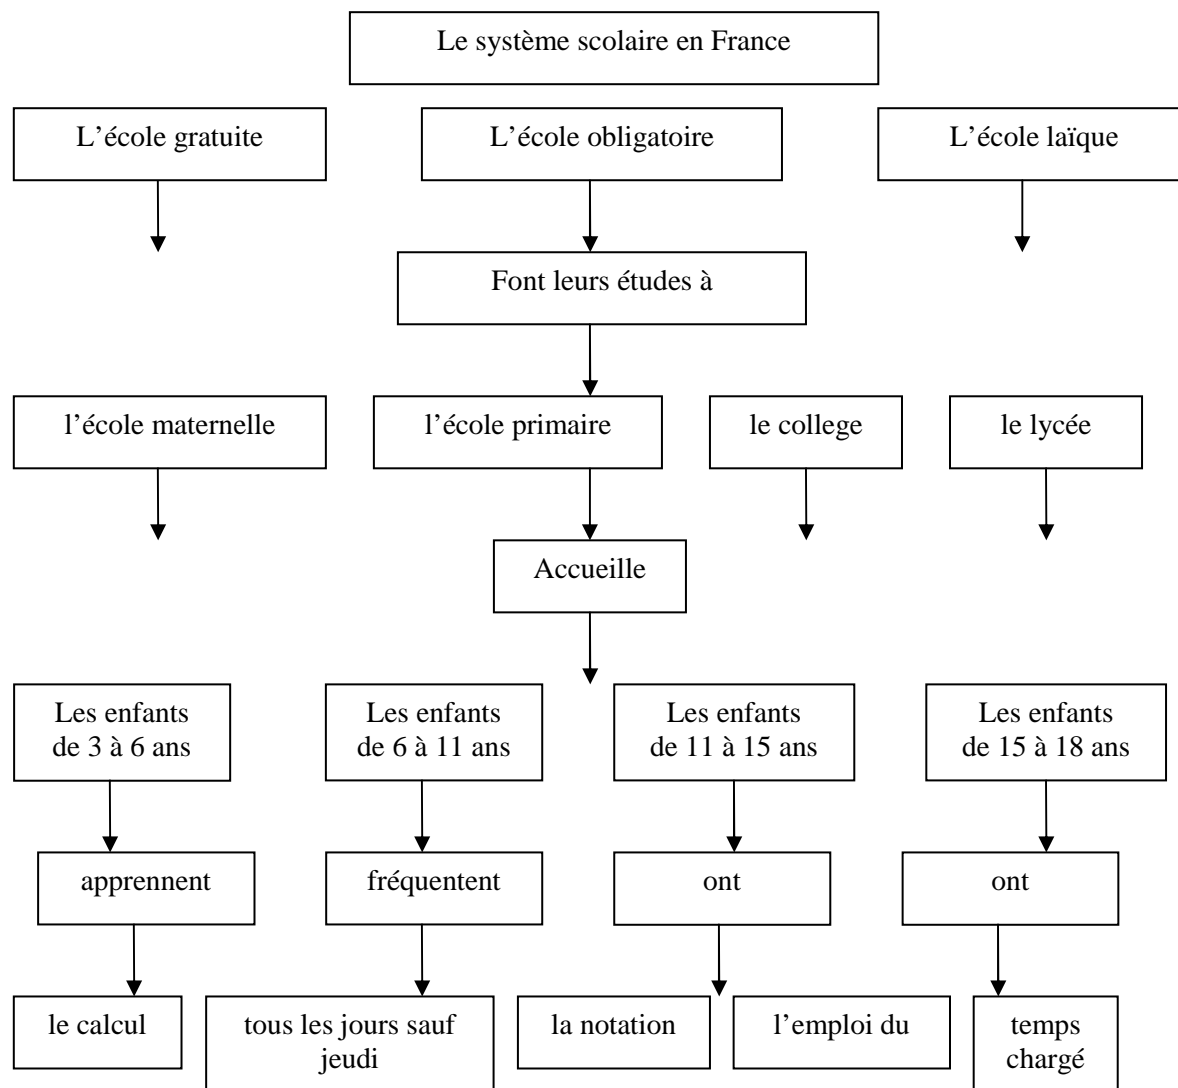 Le système scolaire en France
L’école gratuite
L’école obligatoire
L’école laïque
Font leurs études à
l’école maternelle
l’école primaire
le college
le lycée
Accueille
Les enfants
de 3 à 6 ans
Les enfants
de 6 à 11 ans
Les enfants
de 11 à 15 ans
Les enfants
de 15 à 18 ans
apprennent
fréquentent
ont
ont
le calcul
tous les jours sauf
jeudi
la notation
l’emploi du
temps
chargé